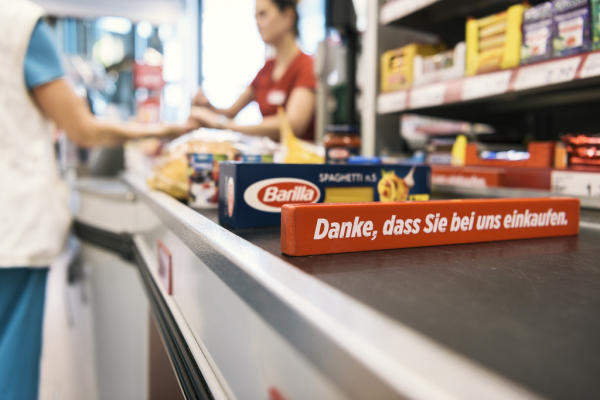 SPAGHETTI n.5
Barilla
Danke, dass Sie bei uns einkaufen.